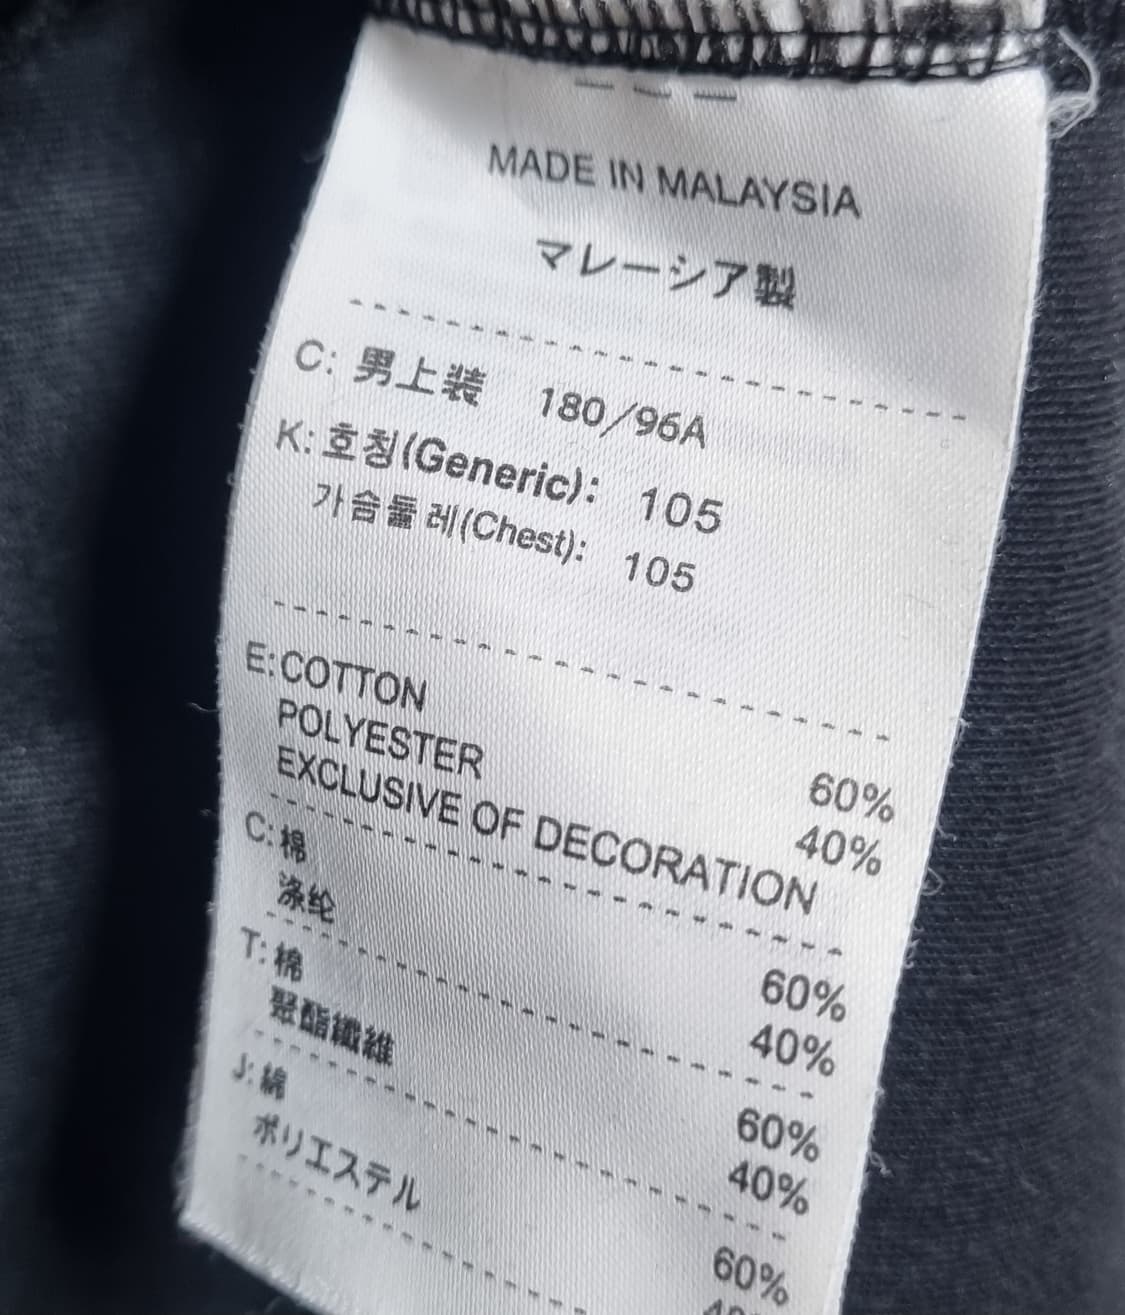 MADE IN MALAYSIA
マレーシア製
C: 男上装 180/96A
K: 호칭(Generic): 105
가슴둘레(Chest): 105
E: COTTON 60%
POLYESTER 40%
EXCLUSIVE OF DECORATION
C: 棉 60%
涤纶 40%
T: 棉 60%
聚酯纖維 40%
J: 綿 60%
ポリエステル